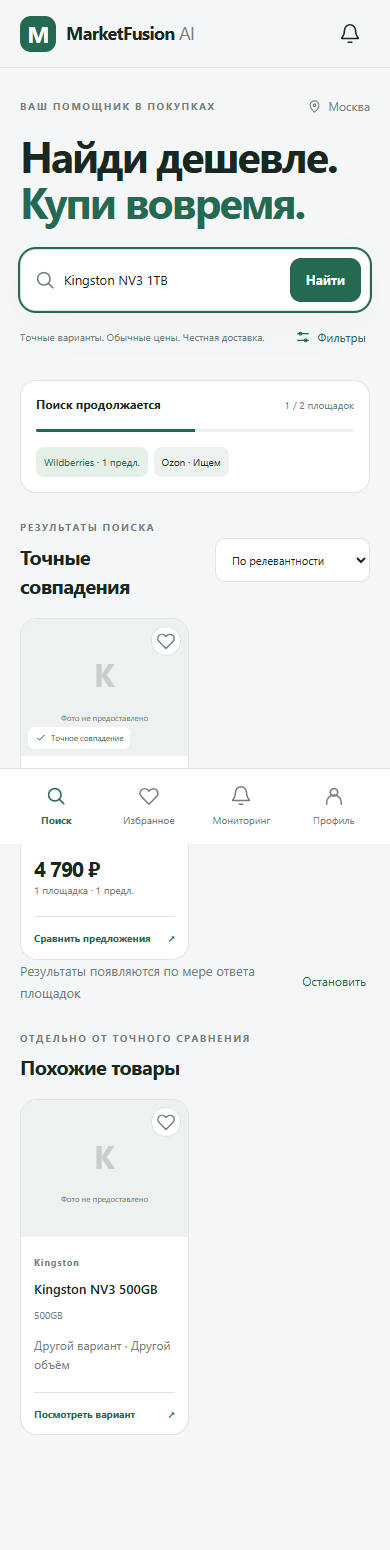 M MarketFusion AI
ВАШ ПОМОЩНИК В ПОКУПКАХ
Москва
Найди дешевле.
Купи вовремя.
Kingston NV3 1TB
Найти
Точные варианты. Обычные цены. Честная доставка.
Фильтры
Поиск продолжается
1 / 2 площадок
Wildberries · 1 предл.
Ozon · Ищем
РЕЗУЛЬТАТЫ ПОИСКА
Точные
совпадения
По релевантности
K
Фото не предоставлено
Точное совпадение
Поиск
Избранное
Мониторинг
Профиль
4 790 ₽
1 площадка · 1 предл.
Сравнить предложения ↗
Результаты появляются по мере ответа
площадок
Остановить
ОТДЕЛЬНО ОТ ТОЧНОГО СРАВНЕНИЯ
Похожие товары
K
Фото не предоставлено
Kingston
Kingston NV3 500GB
500GB
Другой вариант · Другой
объём
Посмотреть вариант ↗